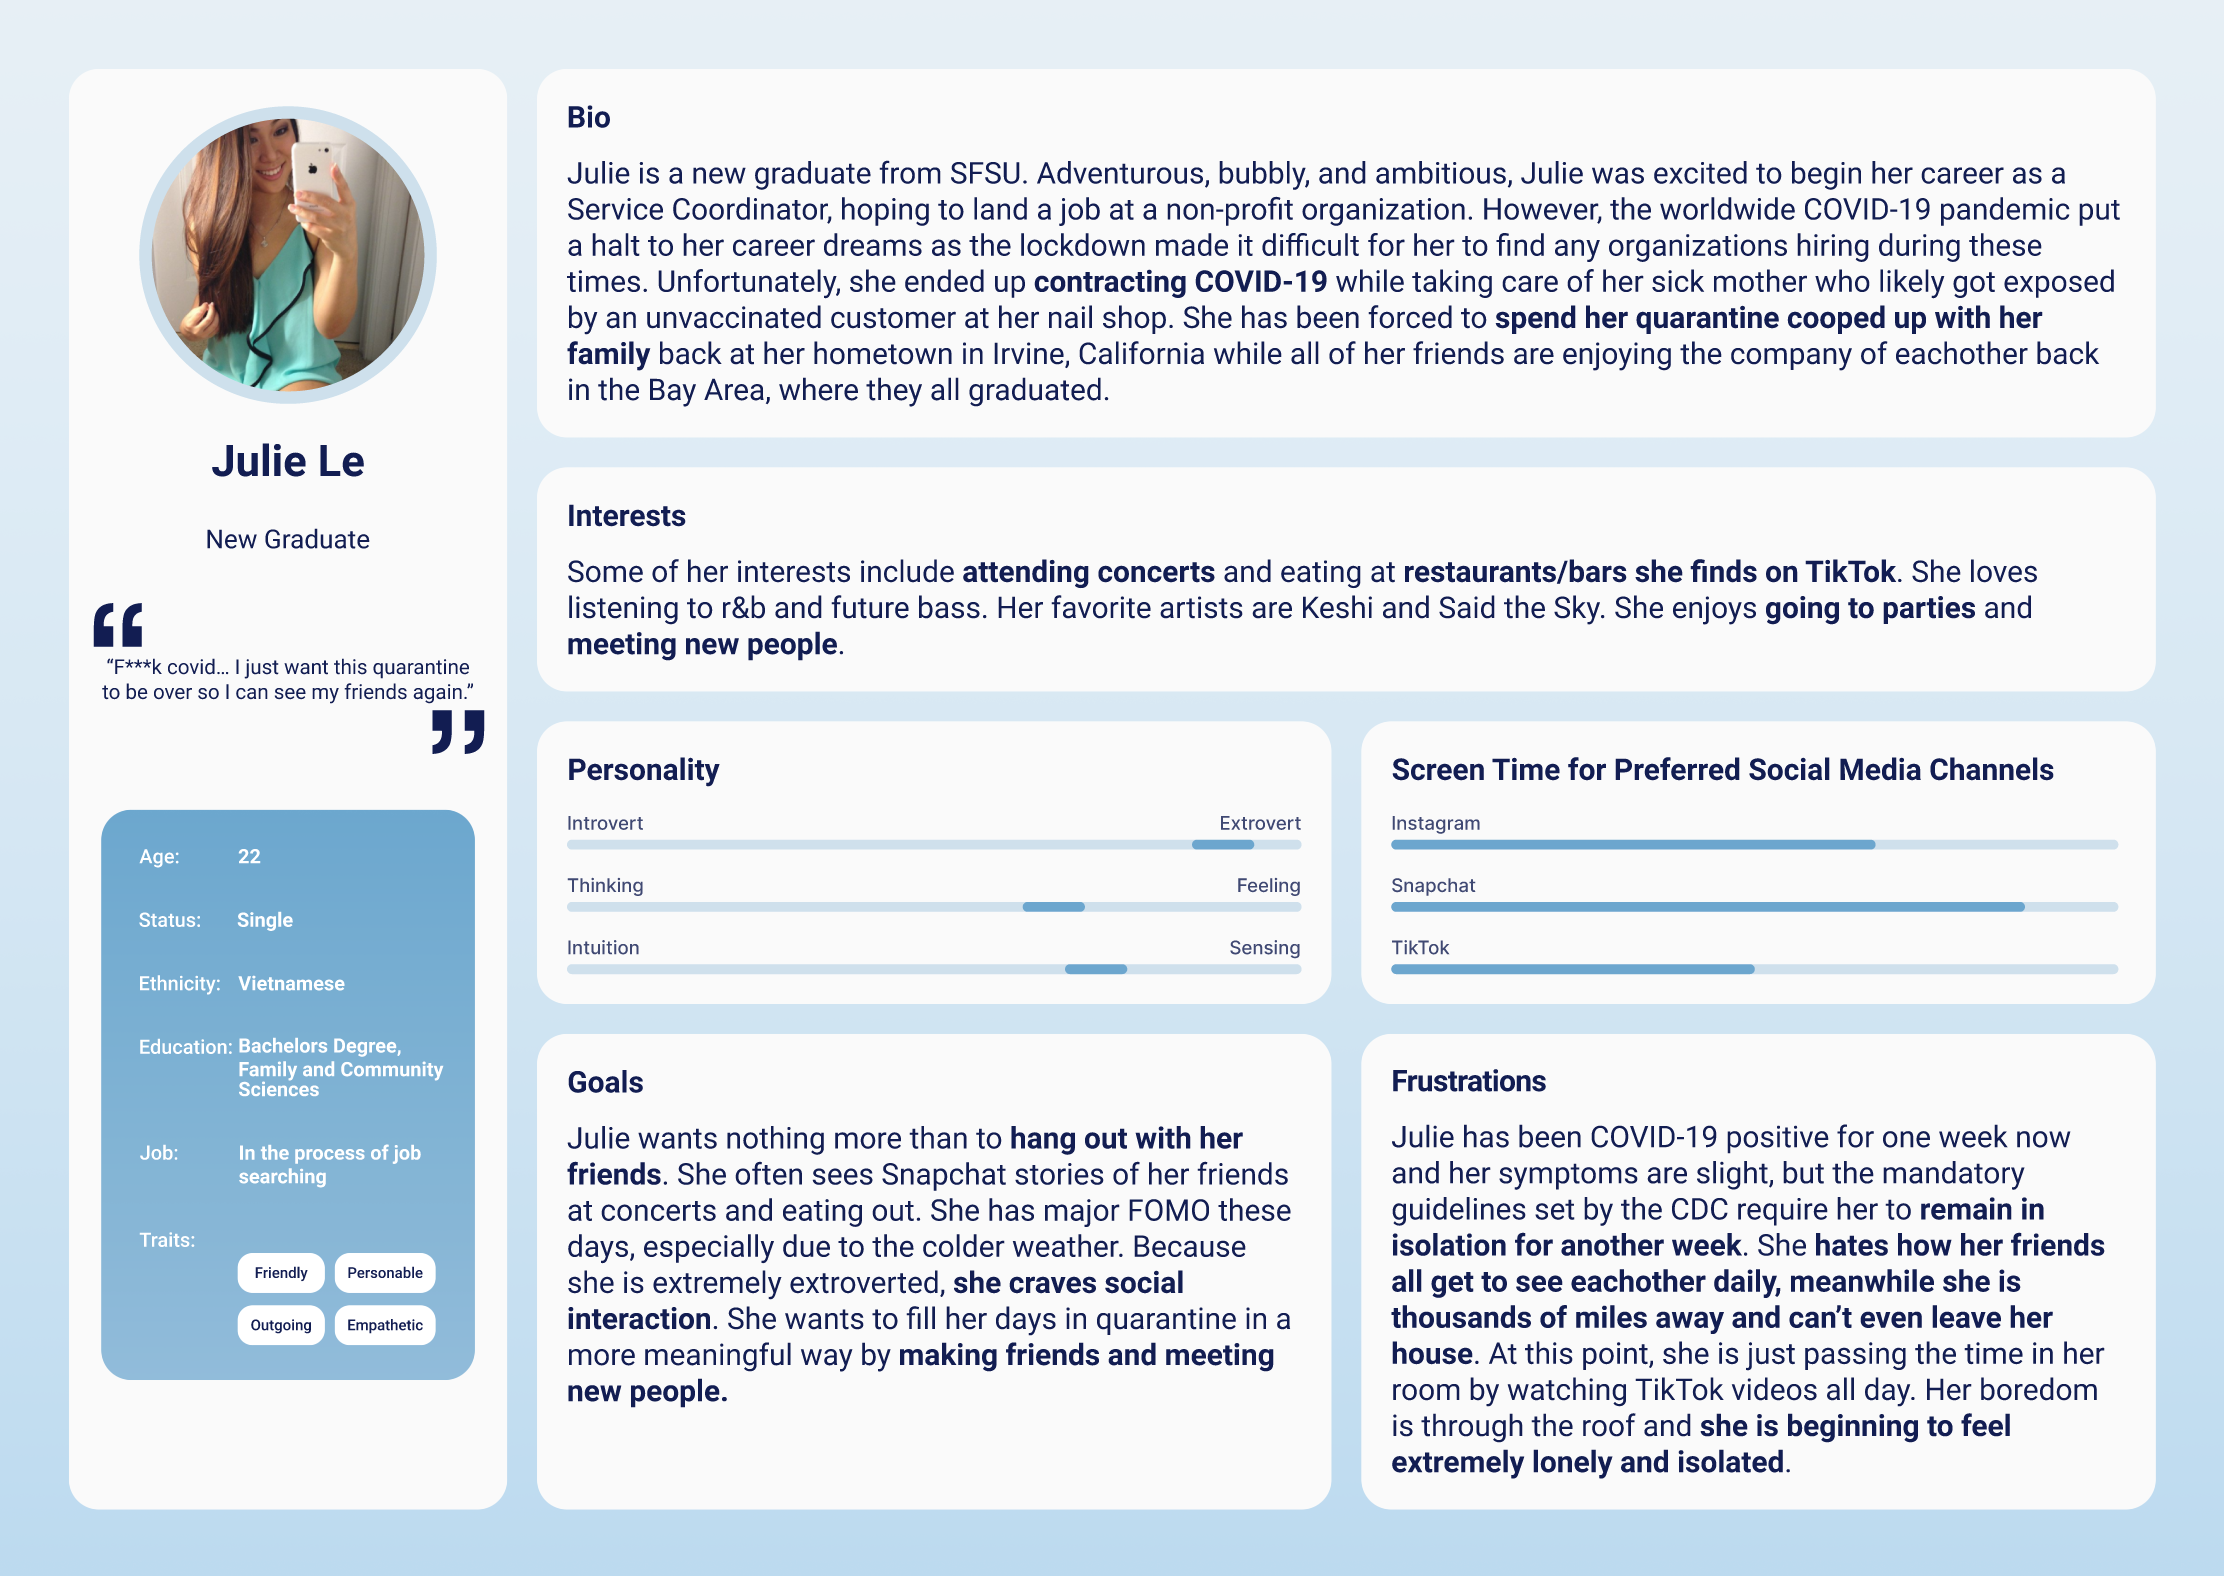 Julie Le
New Graduate
“
“F***k covid... I just want this quarantine
to be over so I can see my friends again.”
”
Age: 22
Status: Single
Ethnicity: Vietnamese
Education: Bachelors Degree,
Family and Community
Sciences
Job: In the process of job
searching
Traits:
Friendly Personable
Outgoing Empathetic
Bio
Julie is a new graduate from SFSU. Adventurous, bubbly, and ambitious, Julie was excited to begin her career as a
Service Coordinator, hoping to land a job at a non-profit organization. However, the worldwide COVID-19 pandemic put
a halt to her career dreams as the lockdown made it difficult for her to find any organizations hiring during these
times. Unfortunately, she ended up contracting COVID-19 while taking care of her sick mother who likely got exposed
by an unvaccinated customer at her nail shop. She has been forced to spend her quarantine cooped up with her
family back at her hometown in Irvine, California while all of her friends are enjoying the company of eachother back
in the Bay Area, where they all graduated.
Interests
Some of her interests include attending concerts and eating at restaurants/bars she finds on TikTok. She loves
listening to r&b and future bass. Her favorite artists are Keshi and Said the Sky. She enjoys going to parties and
meeting new people.
Personality
Introvert Extrovert
Thinking Feeling
Intuition Sensing
Screen Time for Preferred Social Media Channels
Instagram
Snapchat
TikTok
Goals
Julie wants nothing more than to hang out with her
friends. She often sees Snapchat stories of her friends
at concerts and eating out. She has major FOMO these
days, especially due to the colder weather. Because
she is extremely extroverted, she craves social
interaction. She wants to fill her days in quarantine in a
more meaningful way by making friends and meeting
new people.
Frustrations
Julie has been COVID-19 positive for one week now
and her symptoms are slight, but the mandatory
guidelines set by the CDC require her to remain in
isolation for another week. She hates how her friends
all get to see eachother daily, meanwhile she is
thousands of miles away and can’t even leave her
house. At this point, she is just passing the time in her
room by watching TikTok videos all day. Her boredom
is through the roof and she is beginning to feel
extremely lonely and isolated.